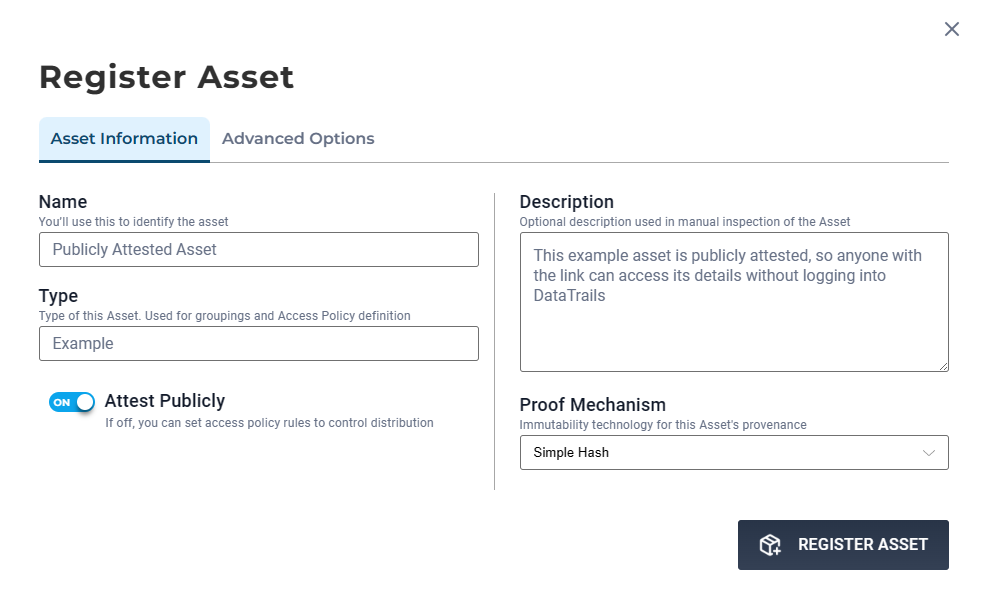 Register Asset
Asset Information
Advanced Options
Name
You'll use this to identify the asset
Publicly Attested Asset
Type
Type of this Asset. Used for groupings and Access Policy definition
Example
ON
Attest Publicly
If off, you can set access policy rules to control distribution
Description
Optional description used in manual inspection of the Asset
This example asset is publicly attested, so anyone with
the link can access its details without logging into
DataTrails
Proof Mechanism
Immutability technology for this Asset's provenance
Simple Hash
REGISTER ASSET